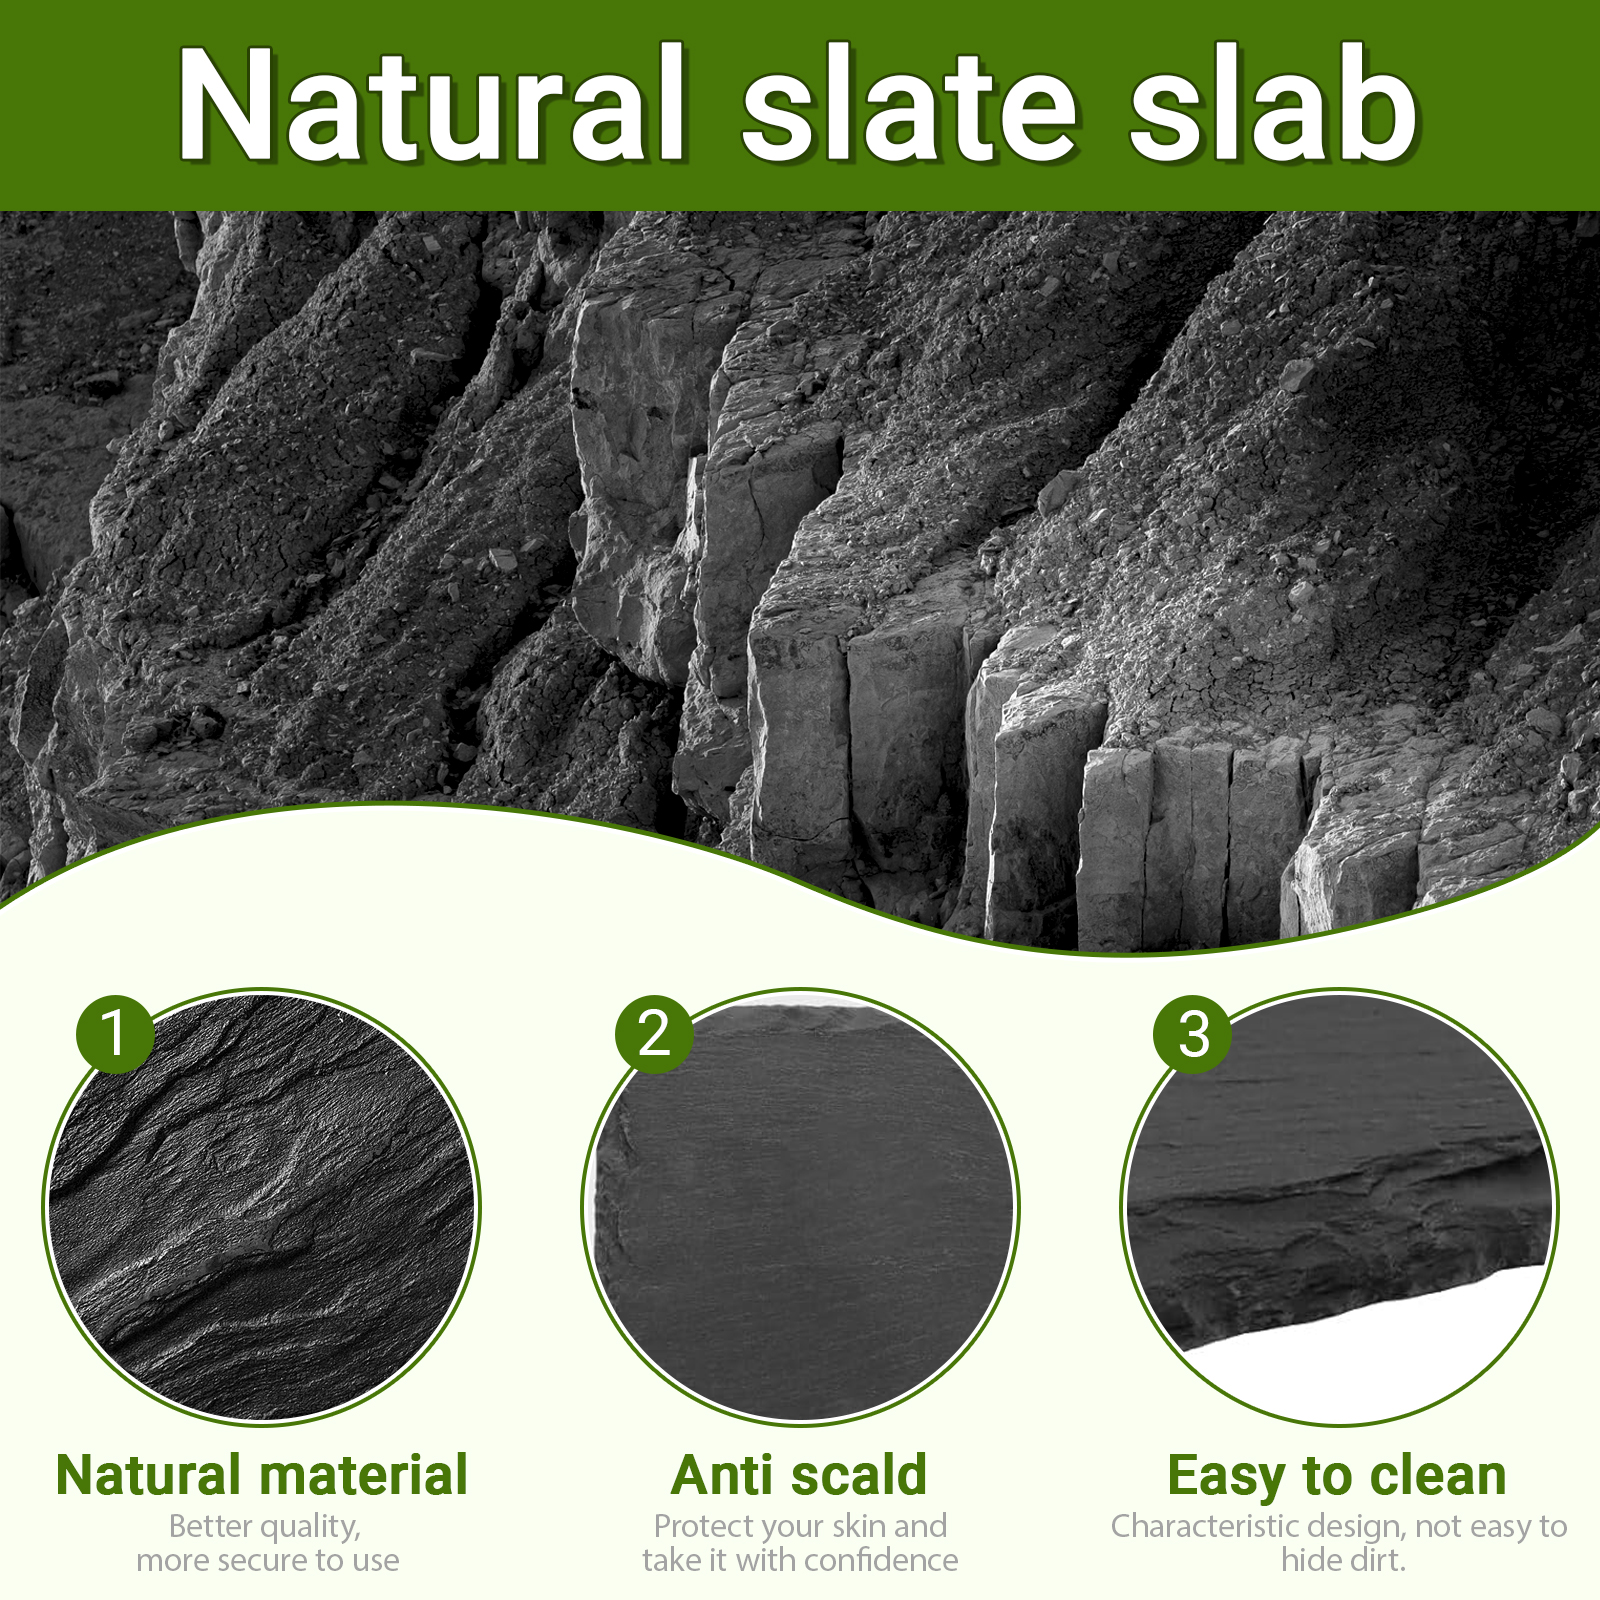 Natural slate slab
1
2
3
Natural material
Better quality,
more secure to use
Anti scald
Protect your skin and
take it with confidence
Easy to clean
Characteristic design, not easy to
hide dirt.